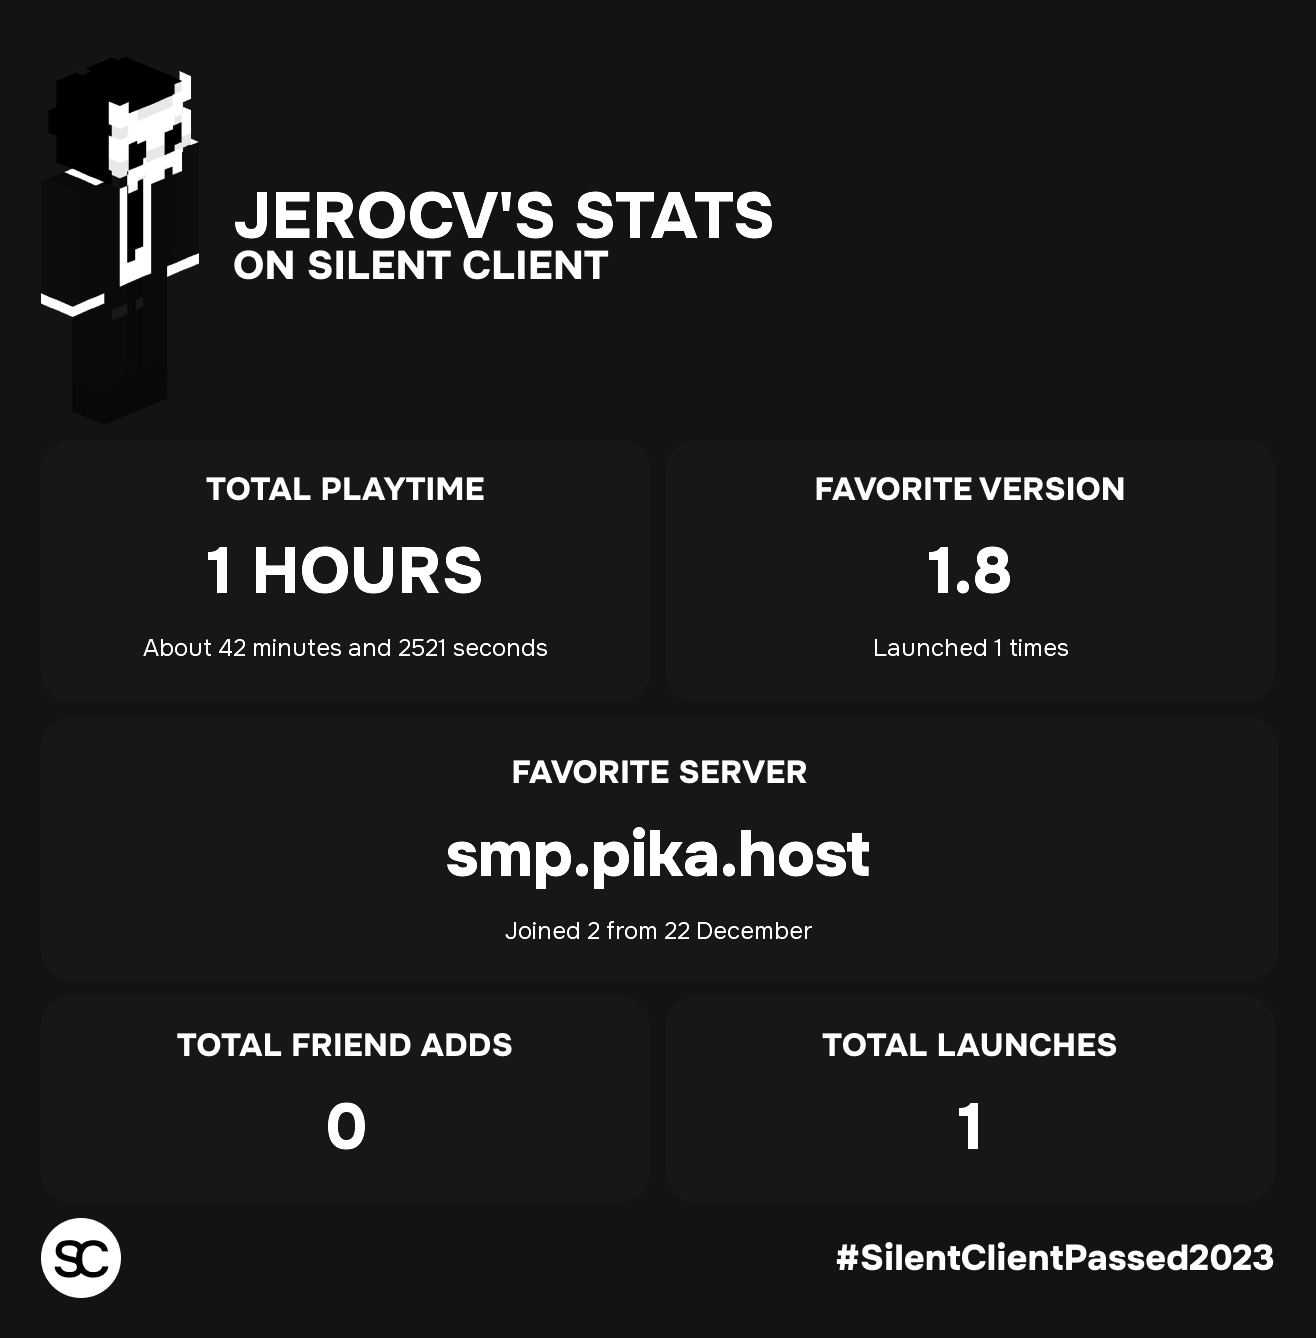 JEROCV'S STATS
ON SILENT CLIENT
TOTAL PLAYTIME
1 HOURS
About 42 minutes and 2521 seconds
FAVORITE VERSION
1.8
Launched 1 times
FAVORITE SERVER
smp.pika.host
Joined 2 from 22 December
TOTAL FRIEND ADDS
0
TOTAL LAUNCHES
1
SC
#SilentClientPassed2023